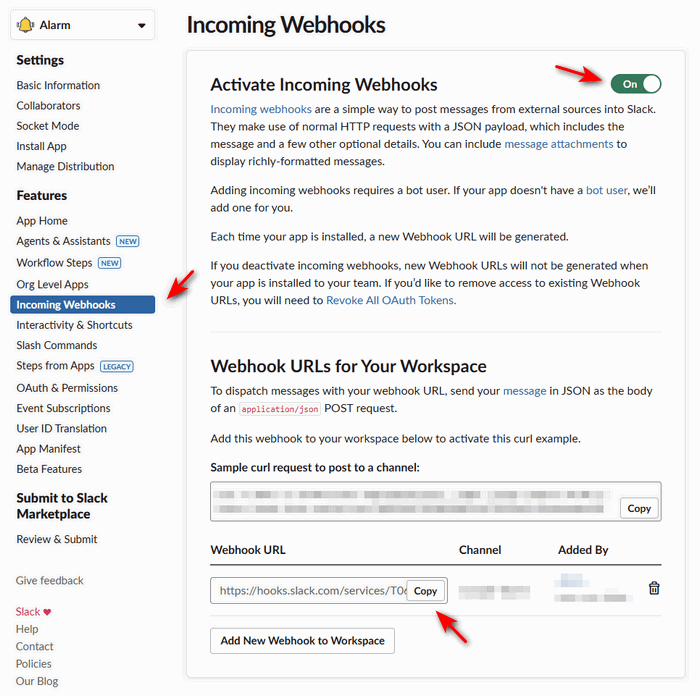 Alarm
Settings
Basic Information
Collaborators
Socket Mode
Install App
Manage Distribution
Features
App Home
Agents & Assistants NEW
Workflow Steps NEW
Org Level Apps
Incoming Webhooks
Interactivity & Shortcuts
Slash Commands
Steps from Apps LEGACY
OAuth & Permissions
Event Subscriptions
User ID Translation
App Manifest
Beta Features
Submit to Slack
Marketplace
Review & Submit
Give feedback
Slack ♥
Help
Contact
Policies
Our Blog
Incoming Webhooks
Activate Incoming Webhooks
On
Incoming webhooks are a simple way to post messages from external sources into Slack.
They make use of normal HTTP requests with a JSON payload, which includes the
message and a few other optional details. You can include message attachments to
display richly-formatted messages.
Adding incoming webhooks requires a bot user. If your app doesn't have a bot user, we'll
add one for you.
Each time your app is installed, a new Webhook URL will be generated.
If you deactivate incoming webhooks, new Webhook URLs will not be generated when
your app is installed to your team. If you'd like to remove access to existing Webhook
URLs, you will need to Revoke All OAuth Tokens.
Webhook URLs for Your Workspace
To dispatch messages with your webhook URL, send your message in JSON as the body
of an application/json POST request.
Add this webhook to your workspace below to activate this curl example.
Sample curl request to post to a channel:
Copy
Webhook URL Channel Added By
https://hooks.slack.com/services/T0 Copy
Add New Webhook to Workspace